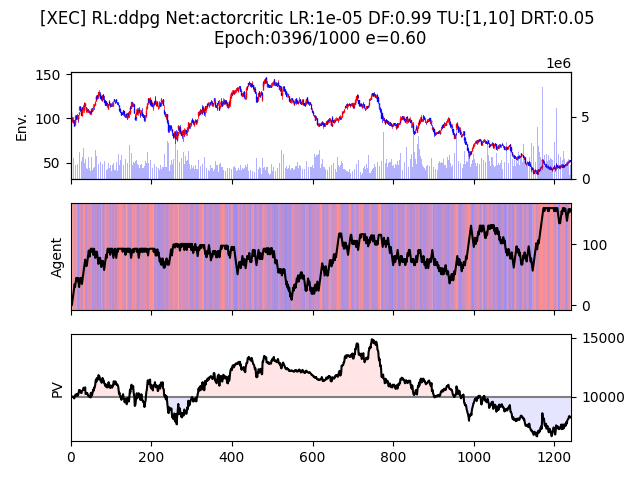 [XEC] RL:ddpg Net:actorcritic LR:1e-05 DF:0.99 TU:[1,10] DRT:0.05
Epoch:0396/1000 e=0.60
1e6
150
100
50
Env.
5
0
Agent
100
0
PV
15000
10000
0 200 400 600 800 1000 1200